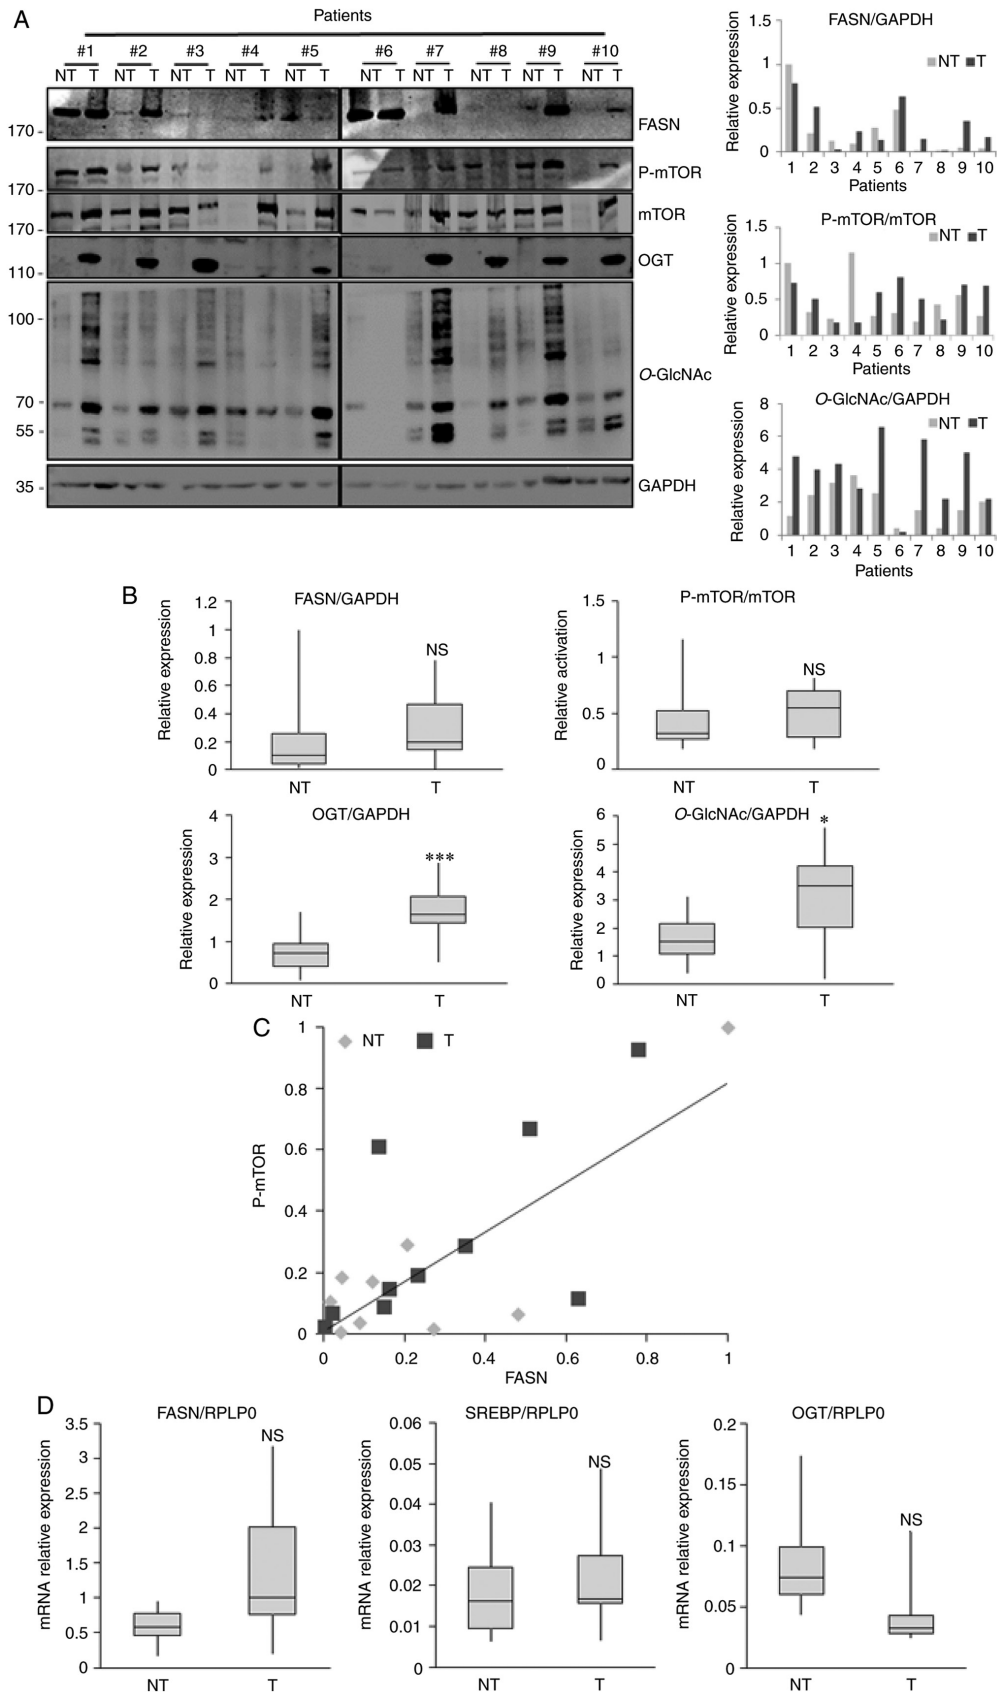 A
Patients
#1 #2 #3 #4 #5 #6 #7 #8 #9 #10
NT T NT T NT T NT T NT T NT T NT T NT T NT T NT T
170 - FASN
170 - P-mTOR
170 - mTOR
110 - OGT
100 -
70 -
55 -
O-GlcNAc
35 - GAPDH
FASN/GAPDH
NT T
Relative expression
1.5
1
0.5
0
1 2 3 4 5 6 7 8 9 10
Patients
P-mTOR/mTOR
NT T
Relative expression
1.5
1
0.5
0
1 2 3 4 5 6 7 8 9 10
Patients
O-GlcNAc/GAPDH
NT T
Relative expression
8
6
4
2
0
1 2 3 4 5 6 7 8 9 10
Patients
B
FASN/GAPDH
Relative expression
1.2
1
0.8
0.6
0.4
0.2
0
NS
NT T
P-mTOR/mTOR
Relative activation
1.5
1
0.5
0
NS
NT T
OGT/GAPDH
Relative expression
4
3
2
1
0
***
NT T
O-GlcNAc/GAPDH
Relative expression
6
5
4
3
2
1
0
*
NT T
C
NT T
P-mTOR
1
0.8
0.6
0.4
0.2
0
0 0.2 0.4 0.6 0.8 1
FASN
D
FASN/RPLP0
mRNA relative expression
3.5
3
2.5
2
1.5
1
0.5
0
NS
NT T
SREBP/RPLP0
mRNA relative expression
0.06
0.05
0.04
0.03
0.02
0.01
0
NS
NT T
OGT/RPLP0
mRNA relative expression
0.2
0.15
0.1
0.05
0
NS
NT T